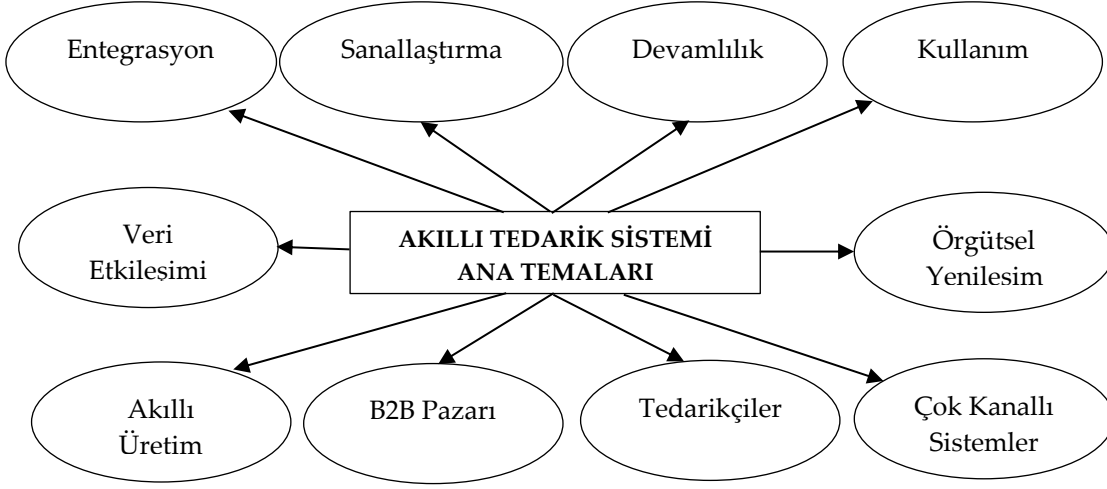 Entegrasyon
Sanallaştırma
Devamlılık
Kullanım
Veri
Etkileşimi
AKILLI TEDARİK SİSTEMİ
ANA TEMALARI
Örgütsel
Yenilesim
Akıllı
Üretim
B2B Pazarı
Tedarikçiler
Çok Kanallı
Sistemler